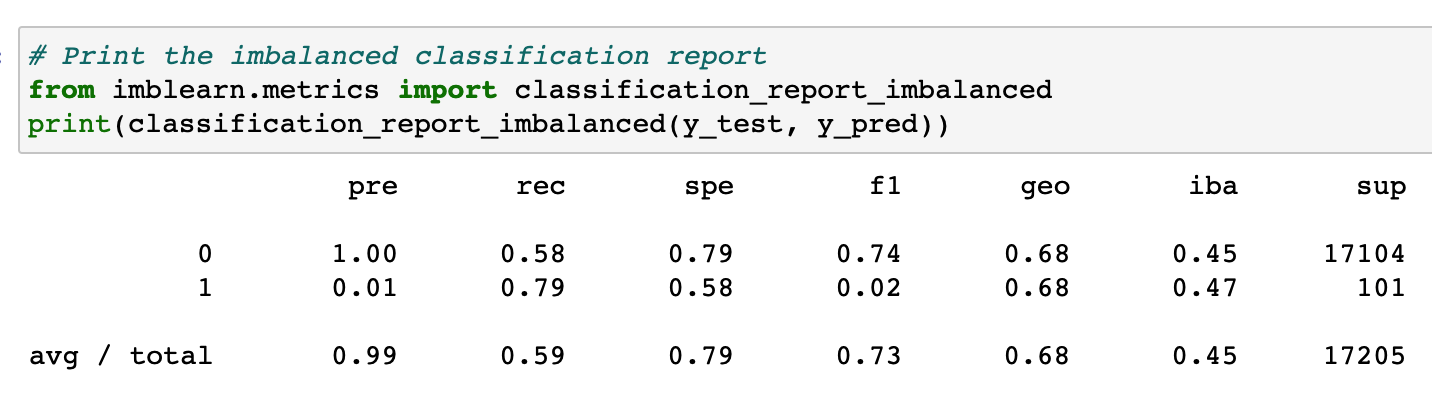 # Print the imbalanced classification report
from imblearn.metrics import classification_report_imbalanced
print(classification_report_imbalanced(y_test, y_pred))
pre rec spe f1 geo iba sup
0 1.00 0.58 0.79 0.74 0.68 0.45 17104
1 0.01 0.79 0.58 0.02 0.68 0.47 101
avg / total 0.99 0.59 0.79 0.73 0.68 0.45 17205